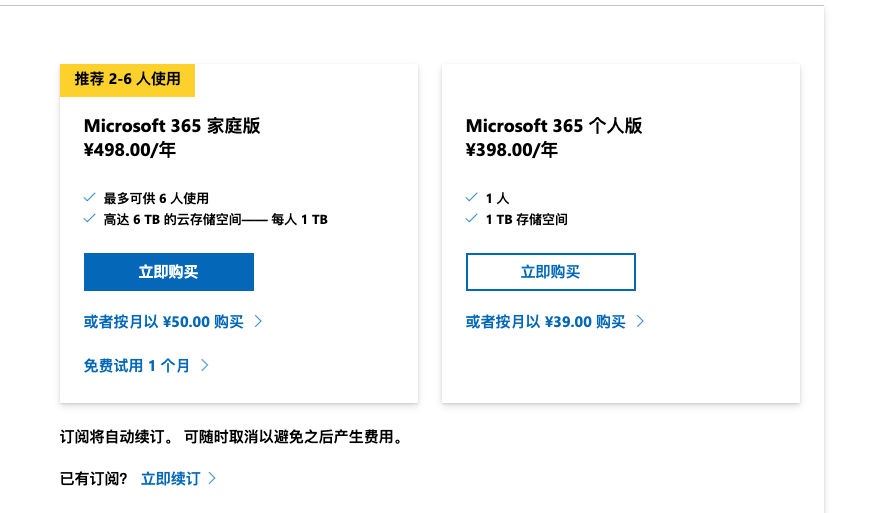 推荐 2-6 人使用
Microsoft 365 家庭版
¥498.00/年
最多可供 6 人使用
高达 6 TB 的云存储空间—— 每人 1 TB
立即购买
或者按月以 ¥50.00 购买
免费试用 1 个月
Microsoft 365 个人版
¥398.00/年
1 人
1 TB 存储空间
立即购买
或者按月以 ¥39.00 购买
订阅将自动续订。 可随时取消以避免之后产生费用。
已有订阅? 立即续订